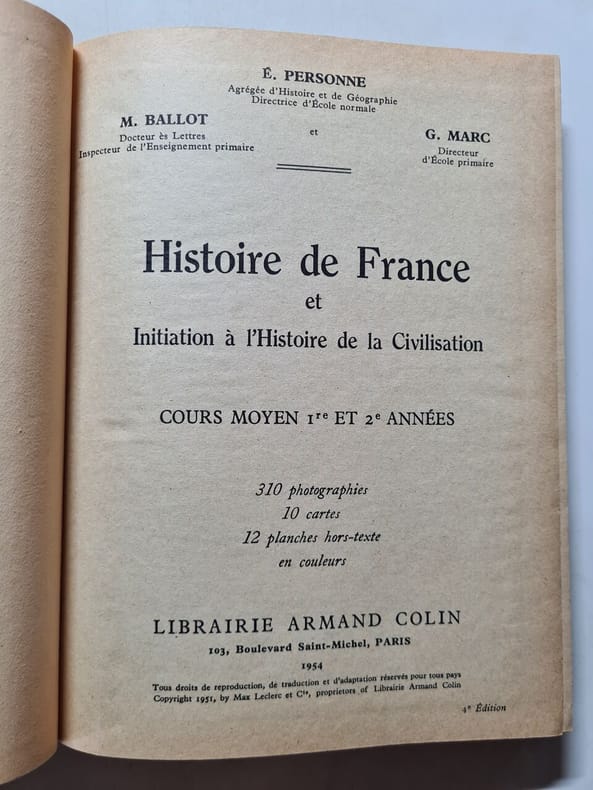 É. PERSONNE
Agrégée d'Histoire et de Géographie
Directrice d'École normale
M. BALLOT
Docteur ès Lettres
Inspecteur de l'Enseignement primaire
et
G. MARC
Directeur
d'École primaire
Histoire de France
et
Initiation à l'Histoire de la Civilisation
COURS MOYEN 1re ET 2e ANNÉES
310 photographies
10 cartes
12 planches hors-texte
en couleurs
LIBRAIRIE ARMAND COLIN
103, Boulevard Saint-Michel, PARIS
1954
Tous droits de reproduction, de traduction et d'adaptation réservés pour tous pays
Copyright 1951, by Max Leclerc et Cie, proprietors of Librairie Armand Colin
4e Édition